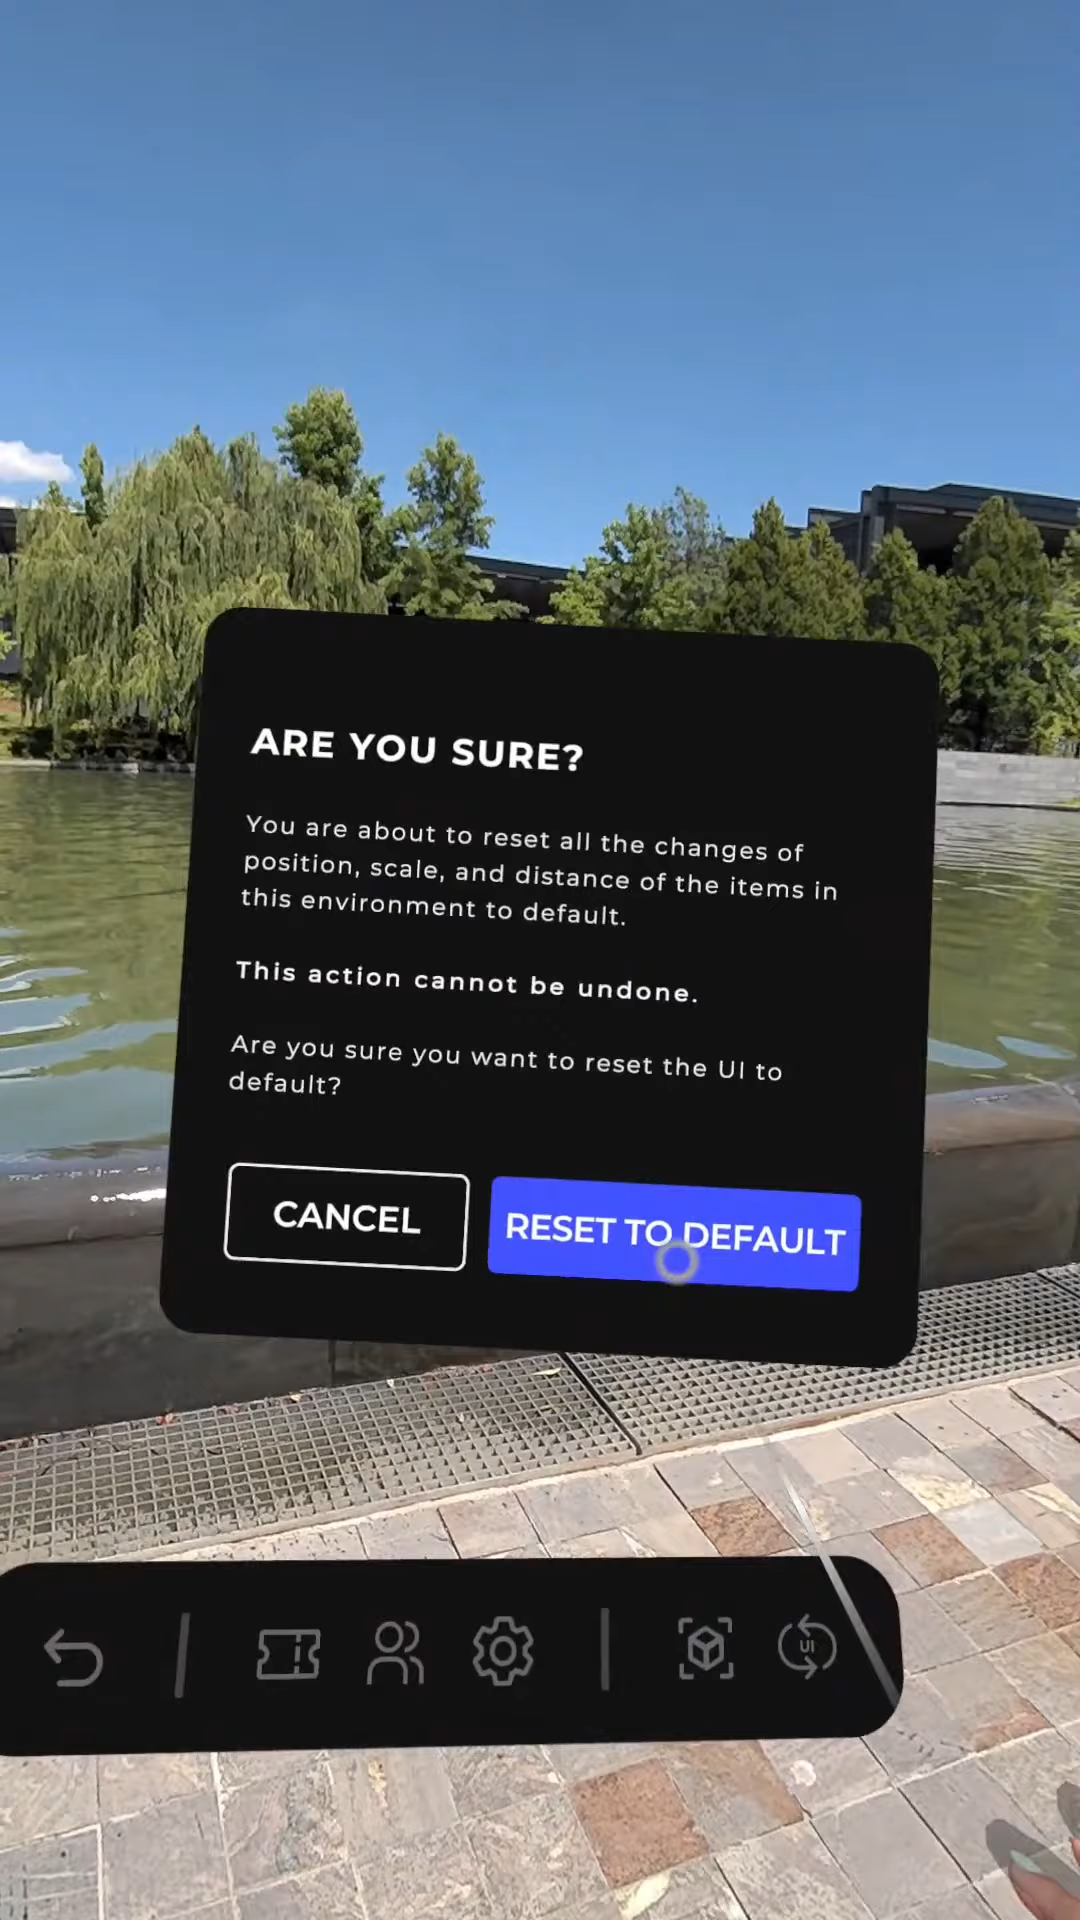 ARE YOU SURE?
You are about to reset all the changes of
position, scale, and distance of the items in
this environment to default.
This action cannot be undone.
Are you sure you want to reset the UI to
default?
CANCEL
RESET TO DEFAULT
UI